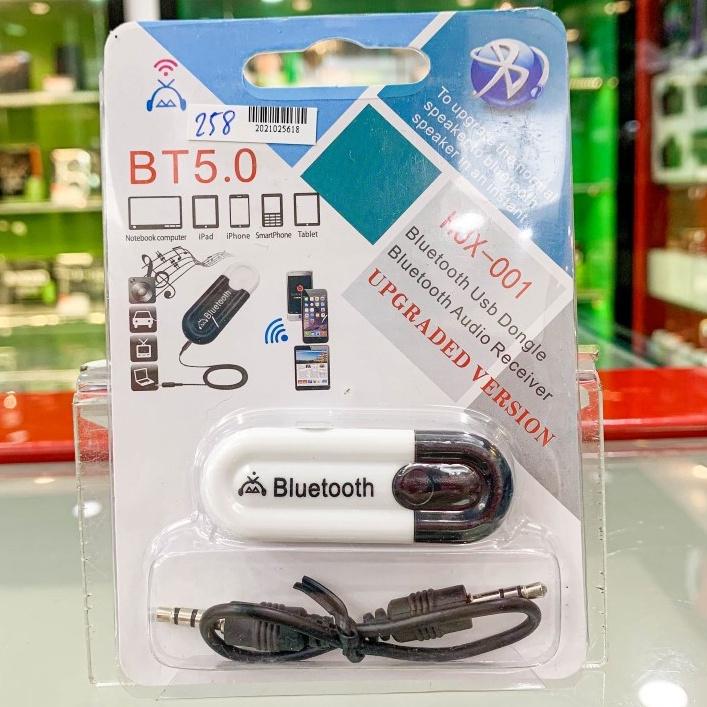 258
2021025618
BT5.0
Notebook computer iPad iPhone SmartPhone Tablet
To upgrade the normal
speaker to bluetooth
speaker in an instant
HJX-001
Bluetooth Usb Dongle
Bluetooth Audio Receiver
UPGRADED VERSION
Bluetooth
Bluetooth